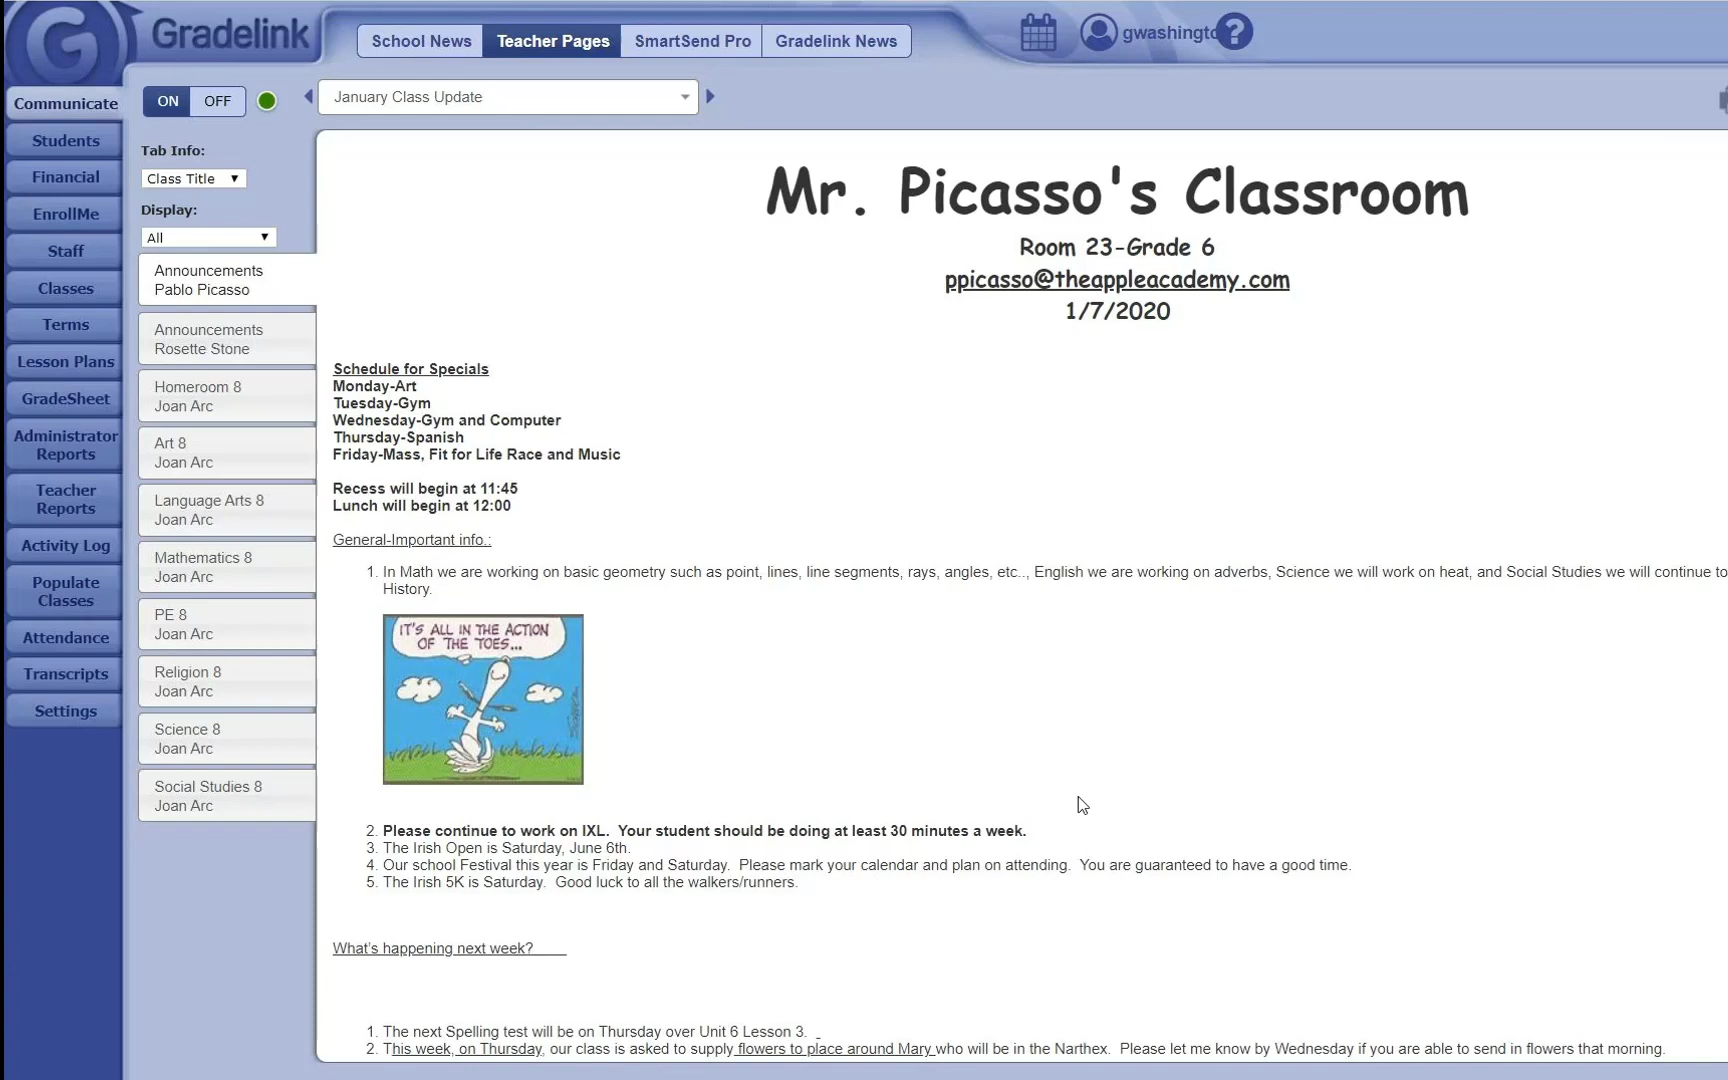 Gradelink
School News
Teacher Pages
SmartSend Pro
Gradelink News
gwashingto
?
Communicate
Students
Financial
EnrollMe
Staff
Classes
Terms
Lesson Plans
GradeSheet
Administrator
Reports
Teacher
Reports
Activity Log
Populate
Classes
Attendance
Transcripts
Settings
ON
OFF
January Class Update
Tab Info:
Class Title
Display:
All
Announcements
Pablo Picasso
Announcements
Rosette Stone
Homeroom 8
Joan Arc
Art 8
Joan Arc
Language Arts 8
Joan Arc
Mathematics 8
Joan Arc
PE 8
Joan Arc
Religion 8
Joan Arc
Science 8
Joan Arc
Social Studies 8
Joan Arc
Mr. Picasso's Classroom
Room 23-Grade 6
ppicasso@theappleacademy.com
1/7/2020
Schedule for Specials
Monday-Art
Tuesday-Gym
Wednesday-Gym and Computer
Thursday-Spanish
Friday-Mass, Fit for Life Race and Music
Recess will begin at 11:45
Lunch will begin at 12:00
General-Important info.:
1. In Math we are working on basic geometry such as point, lines, line segments, rays, angles, etc.., English we are working on adverbs, Science we will work on heat, and Social Studies we will continue to
History.
IT'S ALL IN THE ACTION
OF THE TOES...
2. Please continue to work on IXL. Your student should be doing at least 30 minutes a week.
3. The Irish Open is Saturday, June 6th.
4. Our school Festival this year is Friday and Saturday. Please mark your calendar and plan on attending. You are guaranteed to have a good time.
5. The Irish 5K is Saturday. Good luck to all the walkers/runners.
What's happening next week?
1. The next Spelling test will be on Thursday over Unit 6 Lesson 3.
2. This week, on Thursday, our class is asked to supply flowers to place around Mary who will be in the Narthex. Please let me know by Wednesday if you are able to send in flowers that morning.